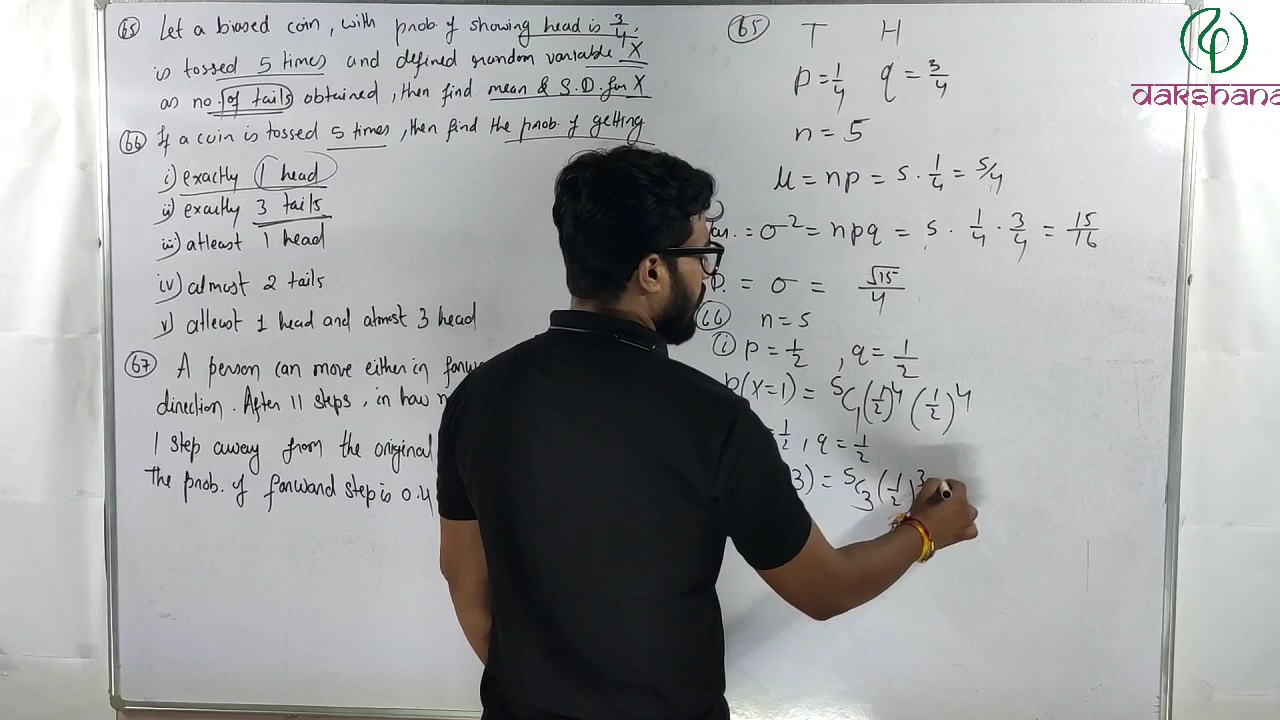 65 Let a biased coin, with prob. of showing head is 3/4.
is tossed 5 times and defined random variable X
as no. of tails obtained, then find mean & S.D. for X
66 If a coin is tossed 5 times, then find the prob. of getting
i) exactly 1 head
ii) exactly 3 tails
iii) atleast 1 head
iv) atmost 2 tails
v) atleast 1 head and atmost 3 head
67 A person can move either in forw
direction. After 11 steps, in how
1 step away from the original
The prob. of forward step is 0.4
65 T H
p = 1/4 q = 3/4
n = 5
μ = np = 5 · 1/4 = 5/4
= σ² = npq = 5 · 1/4 · 3/4 = 15/16
= σ = √15/4
66 n = 5
i p = 1/2, q = 1/2
P(X=1) = ⁵C₁ (1/2)⁴ (1/2)⁴
1/2, q = 1/2
3) = ⁵C₃ (1/2)³
dakshana